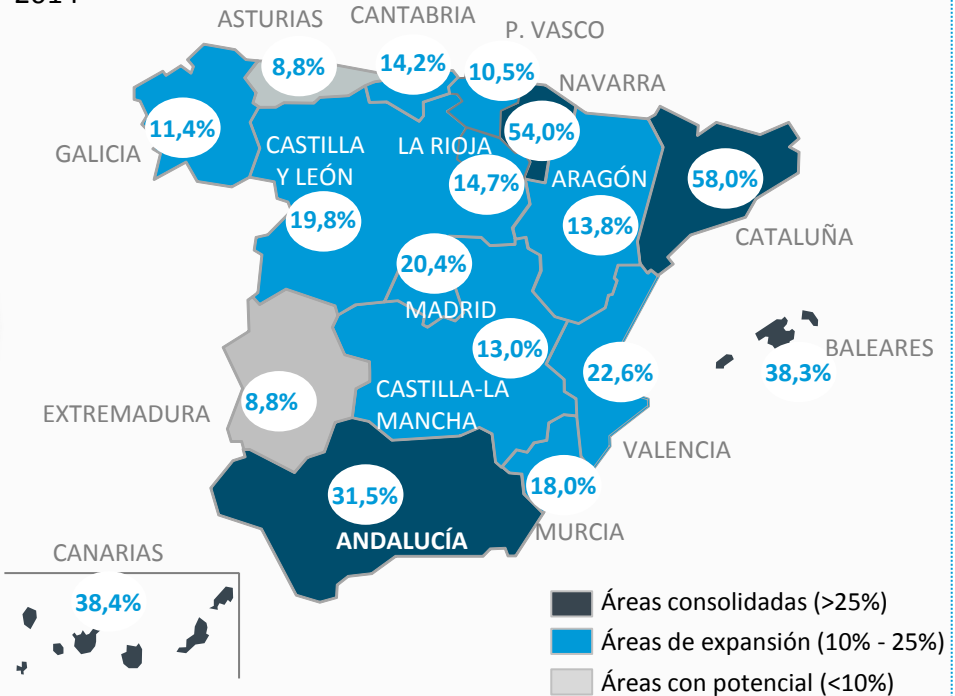 2014
ASTURIAS
CANTABRIA
P. VASCO
NAVARRA
8,8%
14,2%
10,5%
54,0%
11,4%
GALICIA
CASTILLA
Y LEÓN
19,8%
LA RIOJA
14,7%
ARAGÓN
13,8%
58,0%
CATALUÑA
20,4%
MADRID
13,0%
CASTILLA-LA
MANCHA
22,6%
VALENCIA
BALEARES
38,3%
EXTREMADURA
8,8%
31,5%
ANDALUCÍA
18,0%
MURCIA
CANARIAS
38,4%
Áreas consolidadas (>25%)
Áreas de expansión (10% - 25%)
Áreas con potencial (<10%)